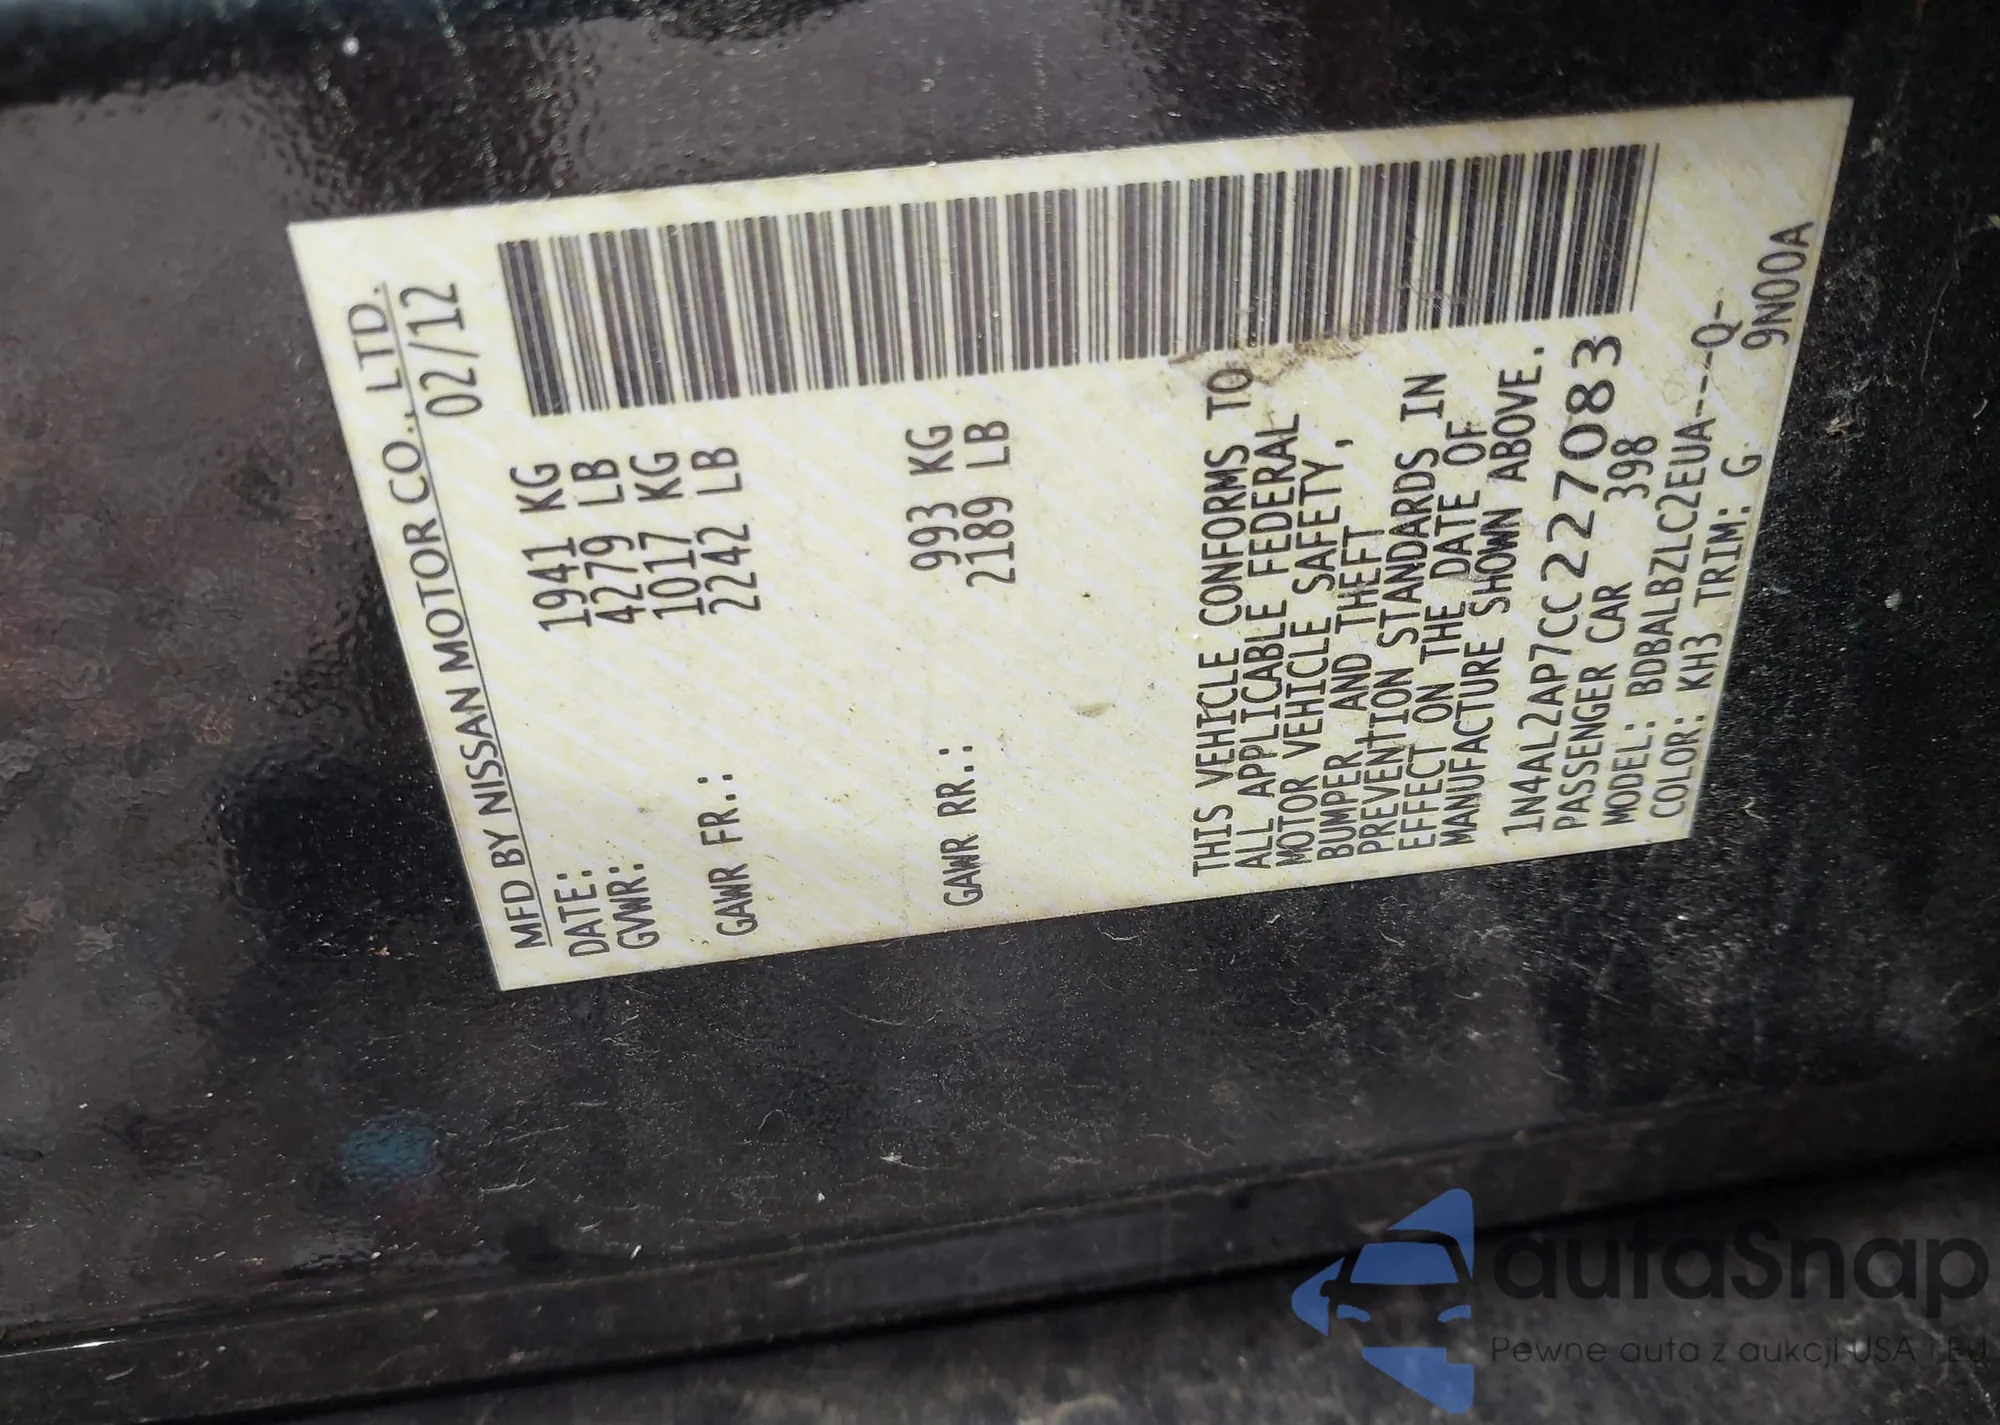 MFD BY NISSAN MOTOR CO., LTD.
DATE: 02/12
GVWR: 1941 KG
4279 LB
GAWR FR.: 1017 KG
2242 LB
GAWR RR.: 993 KG
2189 LB
THIS VEHICLE CONFORMS TO
ALL APPLICABLE FEDERAL
MOTOR VEHICLE SAFETY,
BUMPER, AND THEFT
PREVENTION STANDARDS IN
EFFECT ON THE DATE OF
MANUFACTURE SHOWN ABOVE.
1N4AL2AP7CC227083
PASSENGER CAR 398
MODEL: BDBALBZLC2EUA----Q-
COLOR: KH3 TRIM: G 9N00A
autaSnap
Pewne auta z aukcji USA i EU